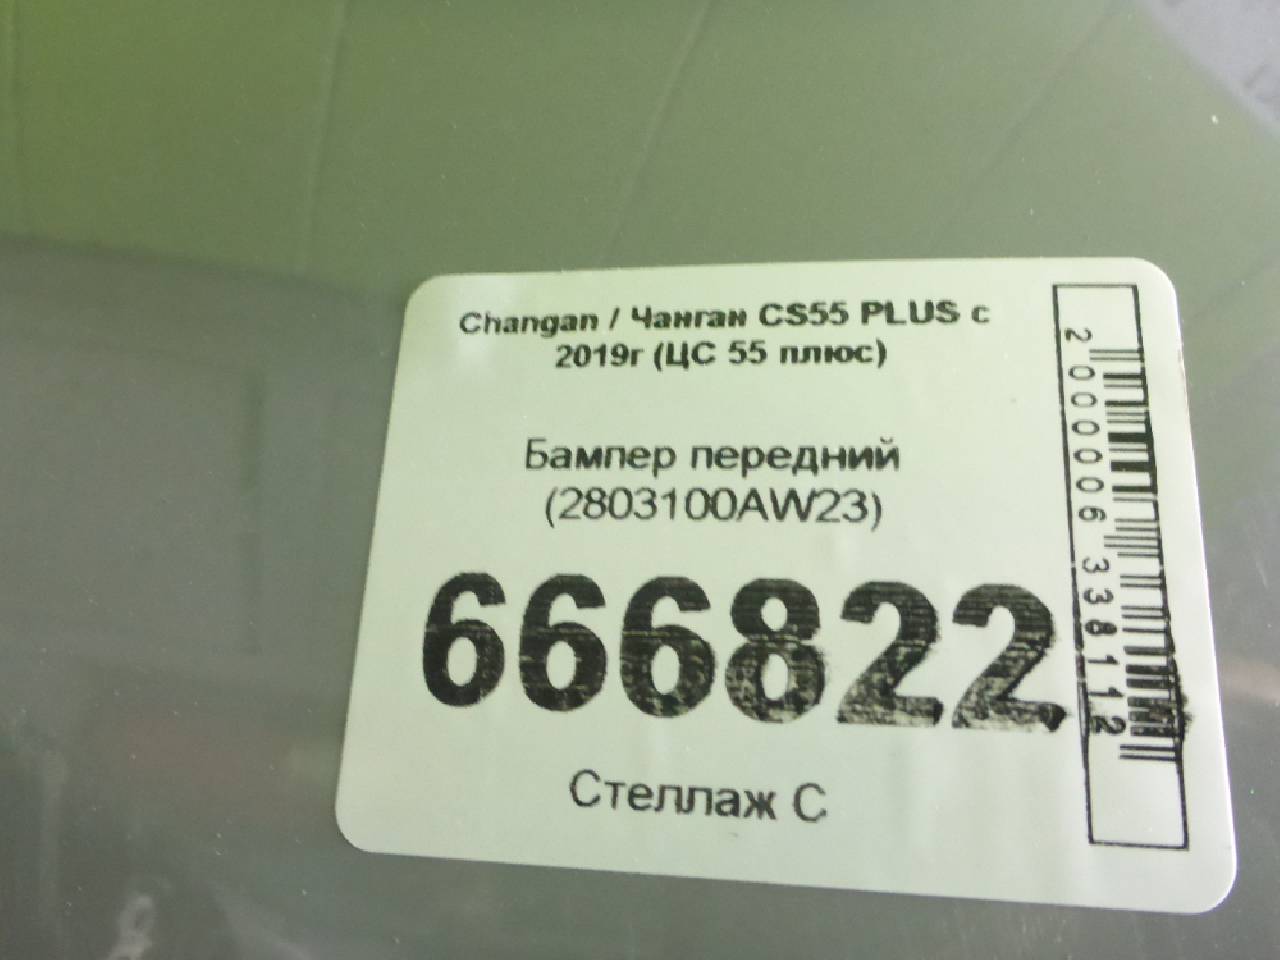 Changan / Чанган CS55 PLUS с
2019г (ЦС 55 плюс)
Бампер передний
(2803100AW23)
666822
Стеллаж С
2000006338112